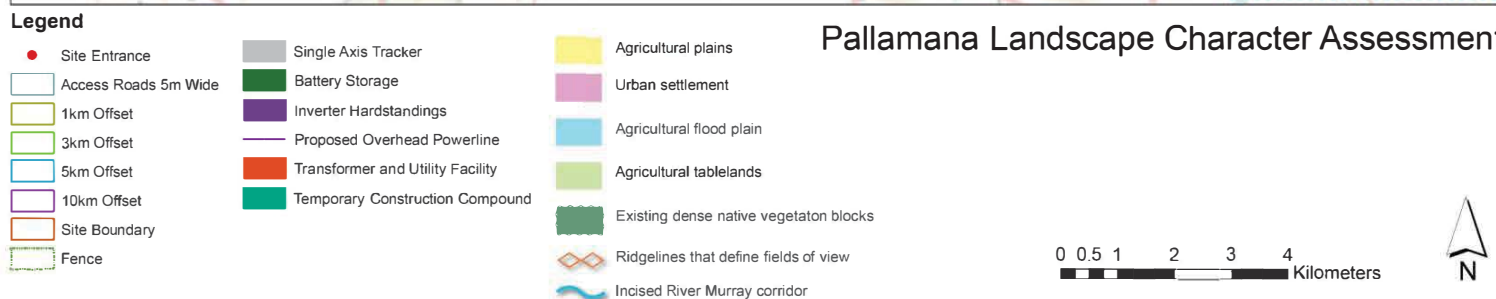 Legend
Site Entrance
Access Roads 5m Wide
1km Offset
3km Offset
5km Offset
10km Offset
Site Boundary
Fence
Single Axis Tracker
Battery Storage
Inverter Hardstandings
Proposed Overhead Powerline
Transformer and Utility Facility
Temporary Construction Compound
Agricultural plains
Urban settlement
Agricultural flood plain
Agricultural tablelands
Existing dense native vegetaton blocks
Ridgelines that define fields of view
Incised River Murray corridor
Pallamana Landscape Character Assessment
0 0.5 1 2 3 4
Kilometers
N